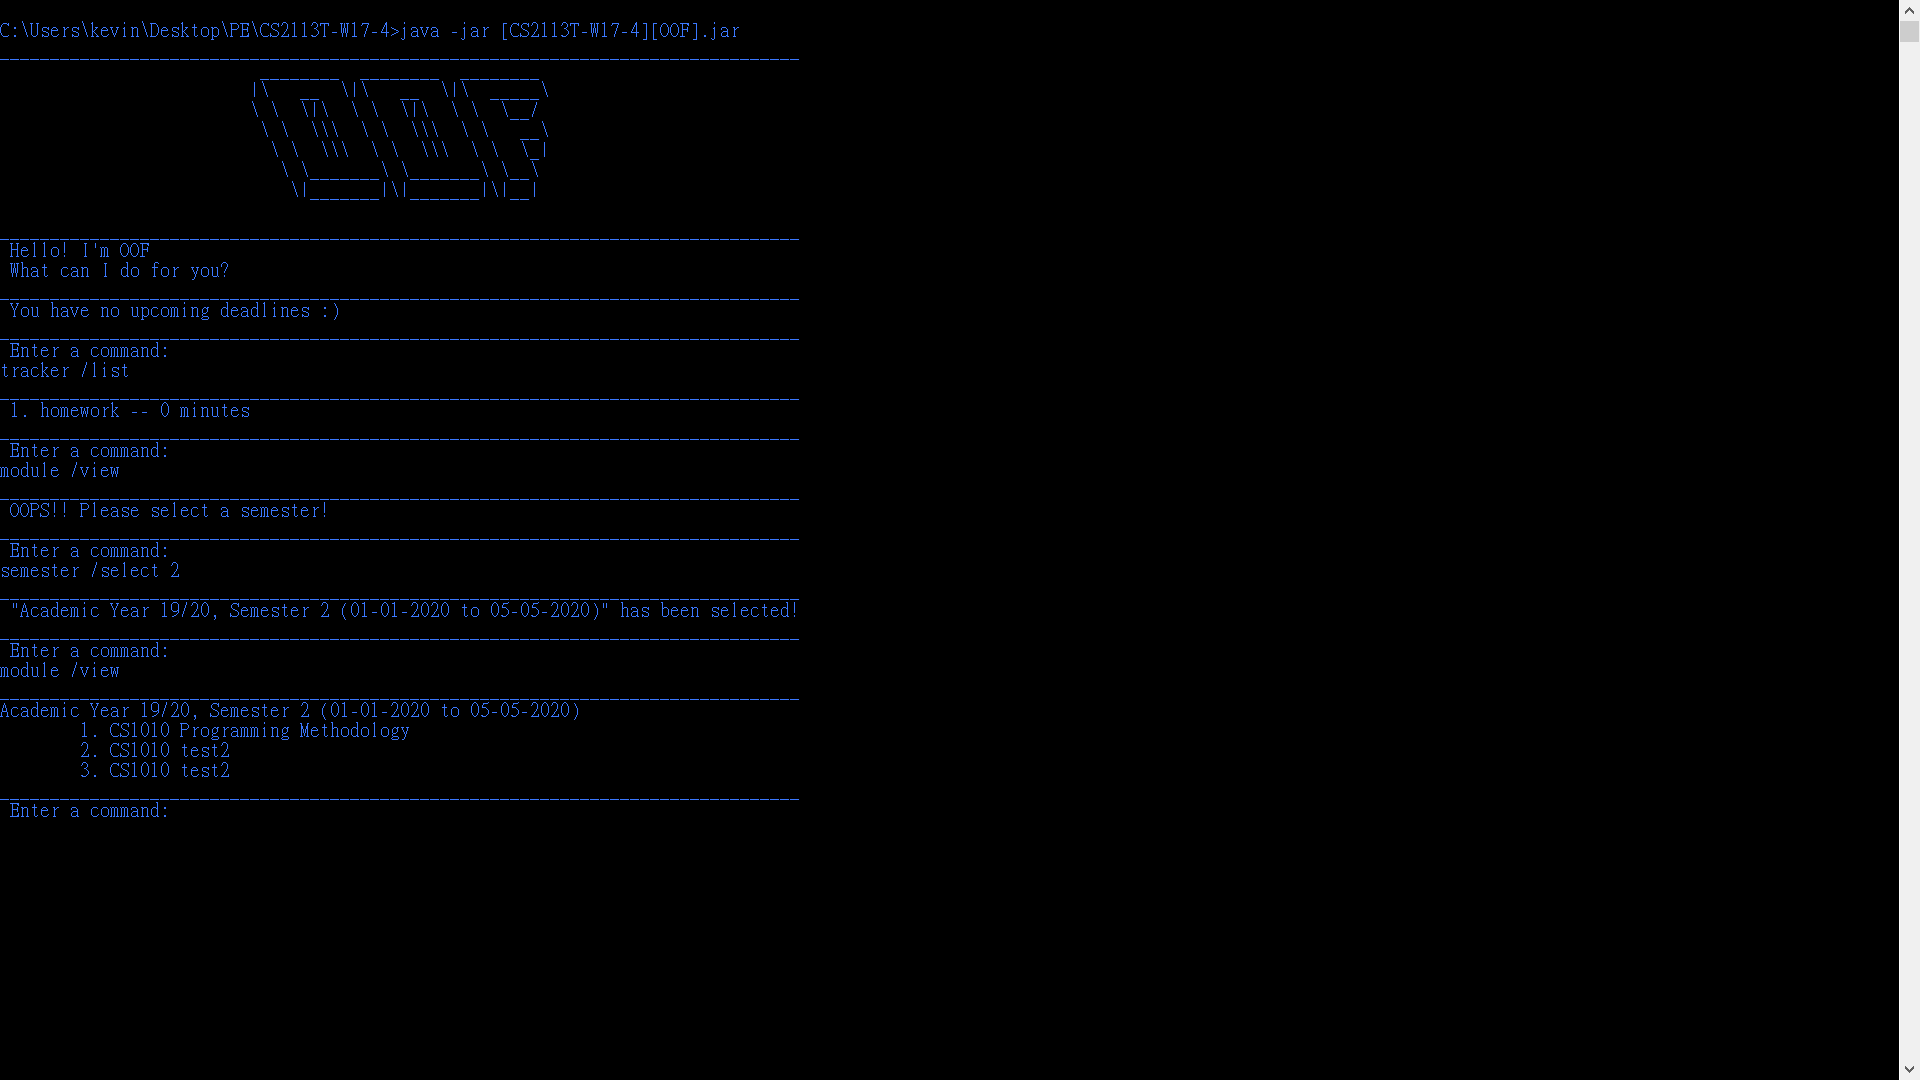 C:\Users\kevin\Desktop\PE\CS2113T-W17-4>java -jar [CS2113T-W17-4][OOF].jar
Hello! I'm OOF
What can I do for you?
You have no upcoming deadlines :)
Enter a command:
tracker /list
1. homework -- 0 minutes
Enter a command:
module /view
OOPS!! Please select a semester!
Enter a command:
semester /select 2
"Academic Year 19/20, Semester 2 (01-01-2020 to 05-05-2020)" has been selected!
Enter a command:
module /view
Academic Year 19/20, Semester 2 (01-01-2020 to 05-05-2020)
1. CS1010 Programming Methodology
2. CS1010 test2
3. CS1010 test2
Enter a command: